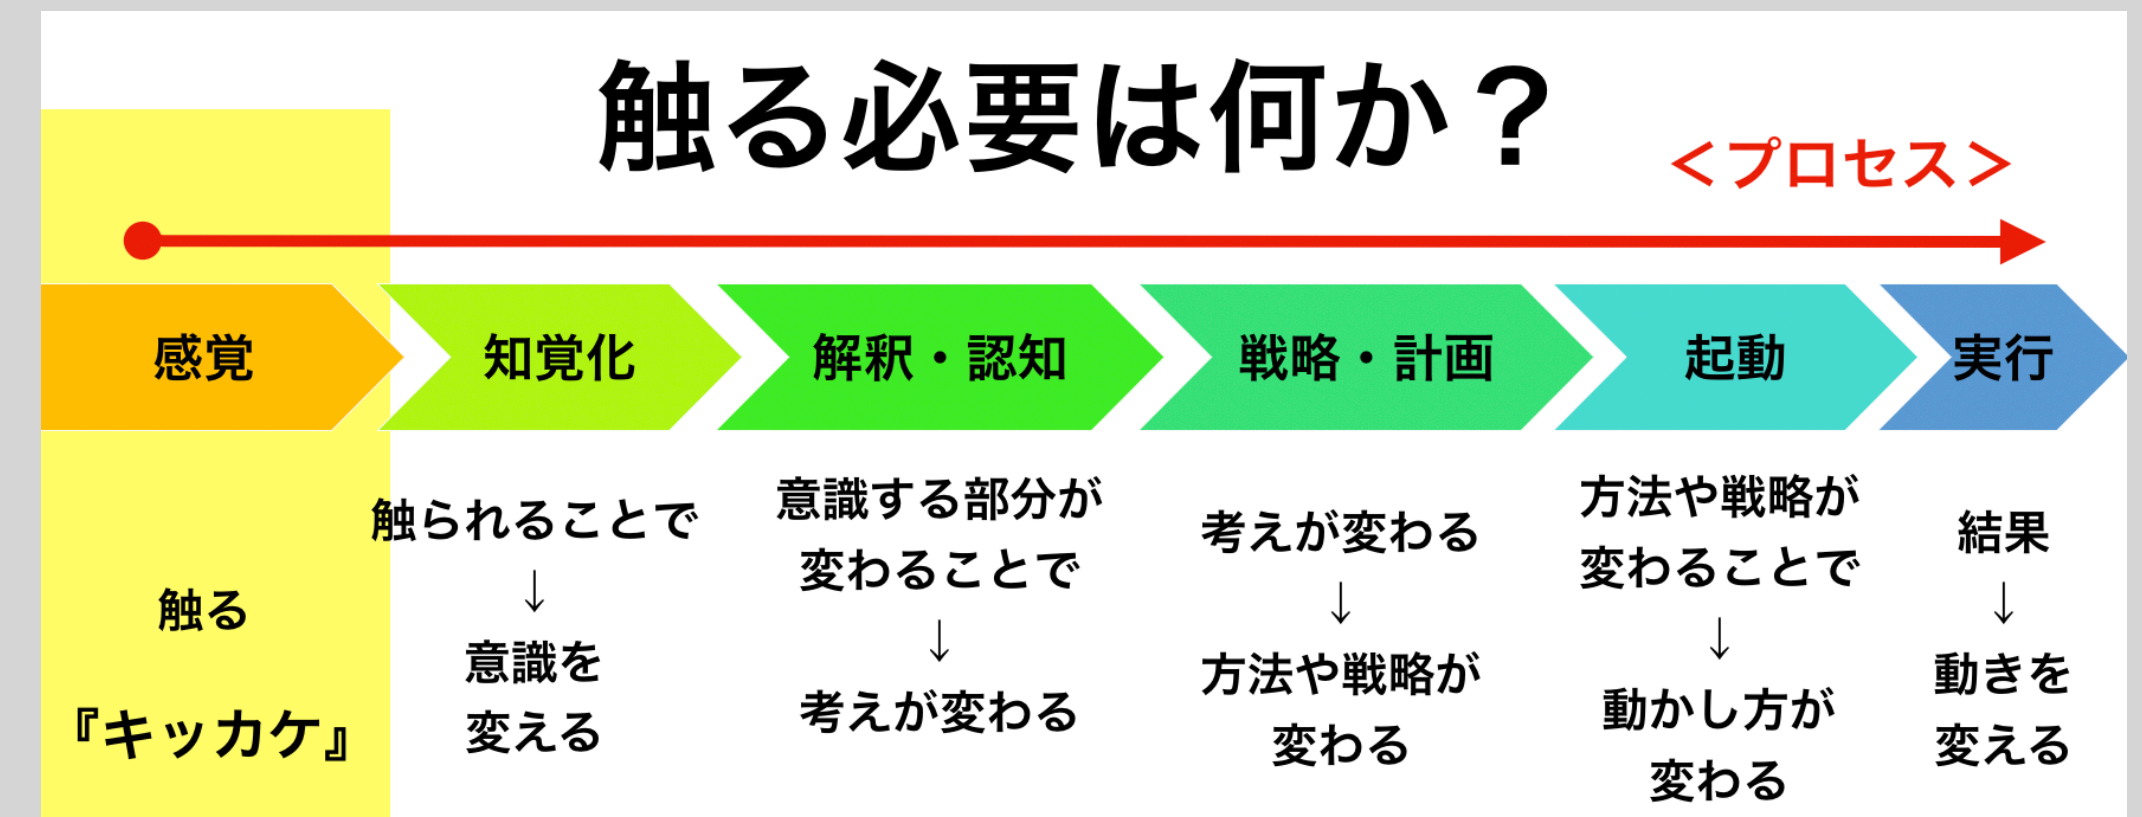 触る必要は何か？
＜プロセス＞
感覚
知覚化
解釈・認知
戦略・計画
起動
実行
触る
『キッカケ』
触られることで
↓
意識を
変える
意識する部分が
変わることで
↓
考えが変わる
考えが変わる
↓
方法や戦略が
変わる
方法や戦略が
変わることで
↓
動かし方が
変わる
結果
↓
動きを
変える